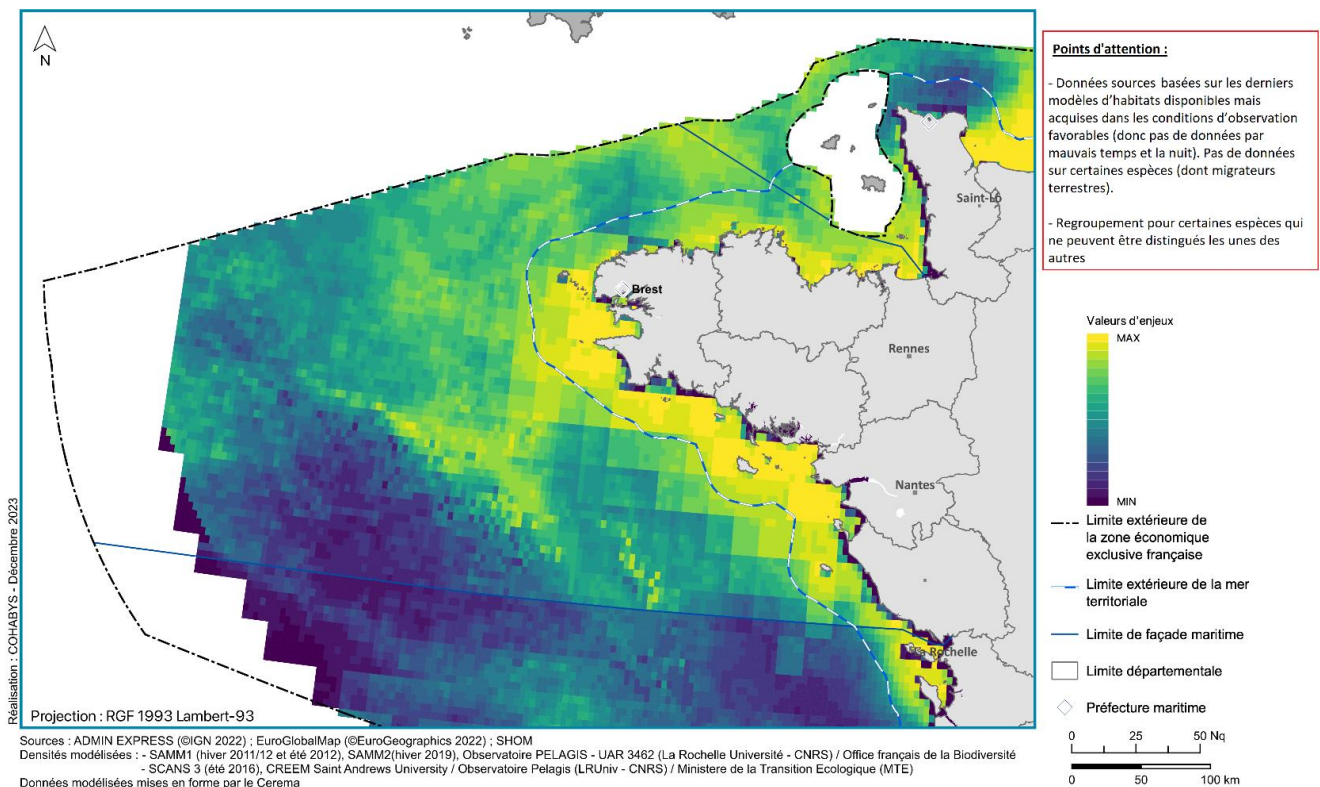 N
Saint-Lô
Brest
Rennes
Nantes
La Rochelle
Projection : RGF 1993 Lambert-93
Réalisation : COHABYS - Décembre 2023
Points d'attention :
- Données sources basées sur les derniers
modèles d’habitats disponibles mais
acquises dans les conditions d’observation
favorables (donc pas de données par
mauvais temps et la nuit). Pas de données
sur certaines espèces (dont migrateurs
terrestres).
- Regroupement pour certaines espèces qui
ne peuvent être distingués les unes des
autres
Valeurs d'enjeux
MAX
MIN
Limite extérieure de
la zone économique
exclusive française
Limite extérieure de la mer
territoriale
Limite de façade maritime
Limite départementale
Préfecture maritime
0 25 50 Nq
0 50 100 km
Sources : ADMIN EXPRESS (©IGN 2022) ; EuroGlobalMap (©EuroGeographics 2022) ; SHOM
Densités modélisées : - SAMM1 (hiver 2011/12 et été 2012), SAMM2(hiver 2019), Observatoire PELAGIS - UAR 3462 (La Rochelle Université - CNRS) / Office français de la Biodiversité
- SCANS 3 (été 2016), CREEM Saint Andrews University / Observatoire Pelagis (LRUniv - CNRS) / Ministere de la Transition Ecologique (MTE)
Données modélisées mises en forme par le Cerema